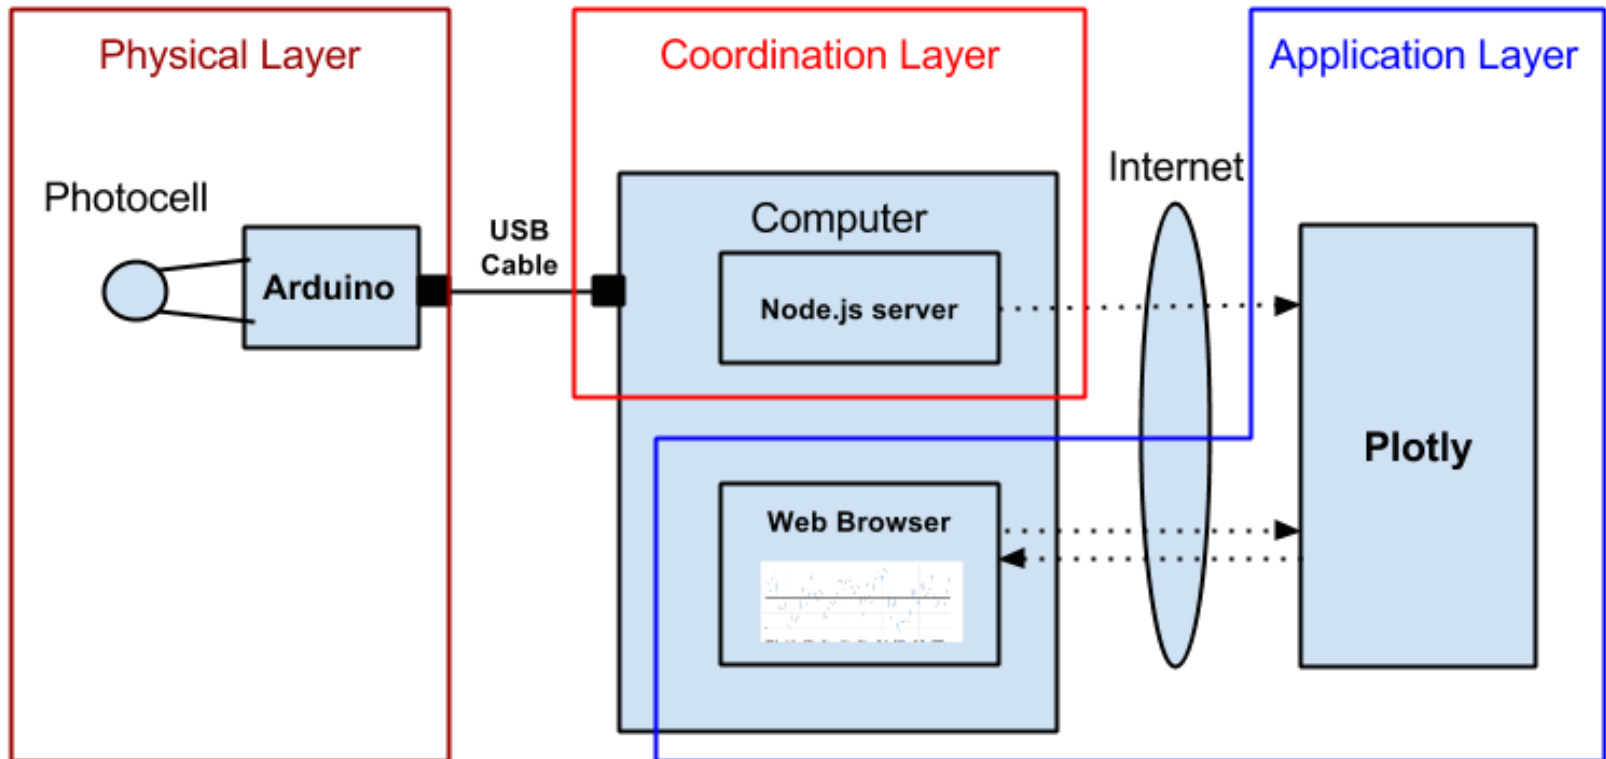 Physical Layer
Coordination Layer
Application Layer
Photocell
Arduino
USB
Cable
Computer
Node.js server
Internet
Plotly
Web Browser